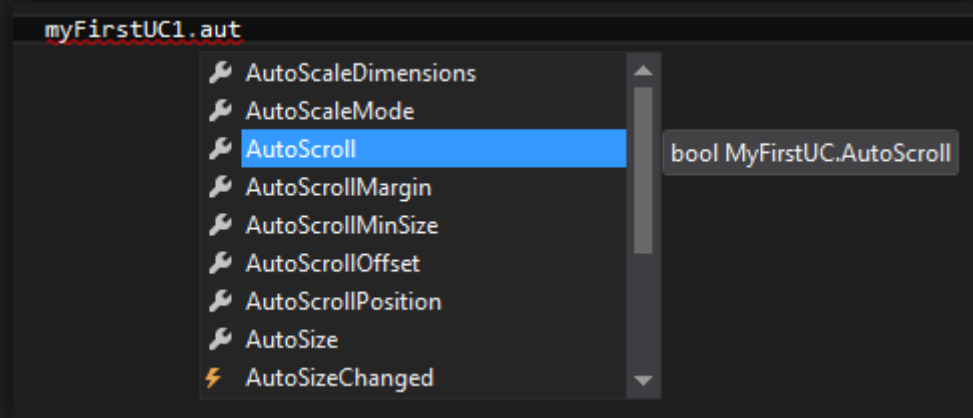 myFirstUC1.aut
AutoScaleDimensions
AutoScaleMode
AutoScroll
bool MyFirstUC.AutoScroll
AutoScrollMargin
AutoScrollMinSize
AutoScrollOffset
AutoScrollPosition
AutoSize
AutoSizeChanged